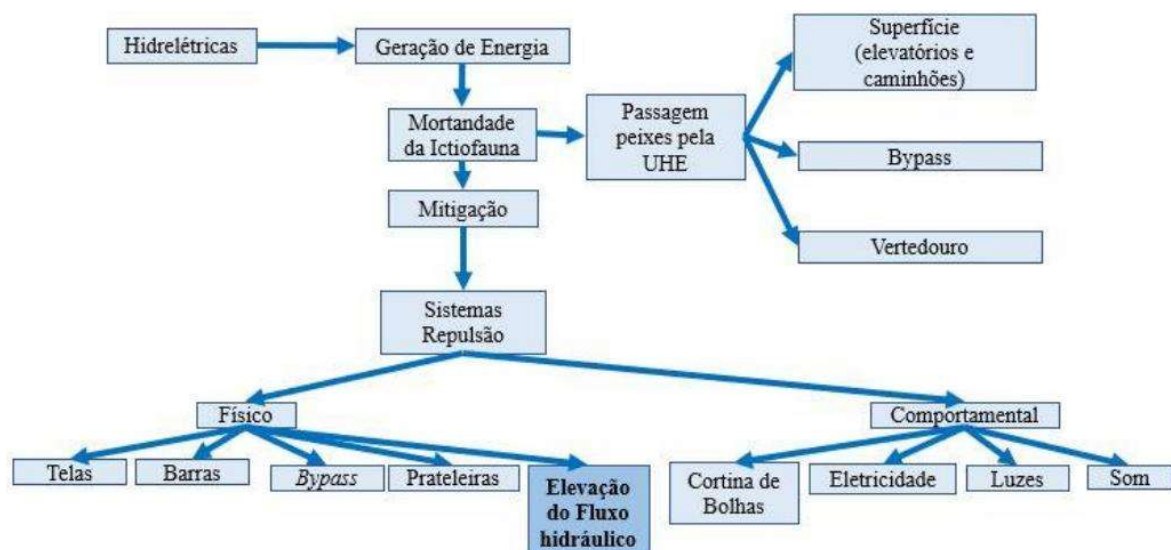 Hidrelétricas
Geração de Energia
Superfície
(elevatórios e
caminhões)
Mortandade
da Ictiofauna
Passagem
peixes pela
UHE
Bypass
Mitigação
Vertedouro
Sistemas
Repulsão
Físico
Comportamental
Telas
Barras
Bypass
Prateleiras
Elevação
do Fluxo
hidráulico
Cortina de
Bolhas
Eletricidade
Luzes
Som